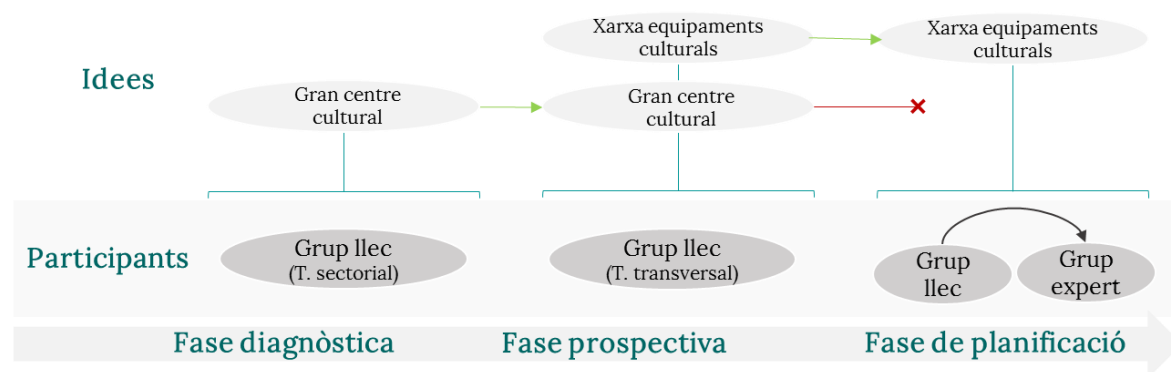 Idees
Gran centre
cultural
Xarxa equipaments
culturals
Gran centre
cultural
Xarxa equipaments
culturals
Participants
Grup llec
(T. sectorial)
Grup llec
(T. transversal)
Grup
llec
Grup
expert
Fase diagnòstica
Fase prospectiva
Fase de planificació